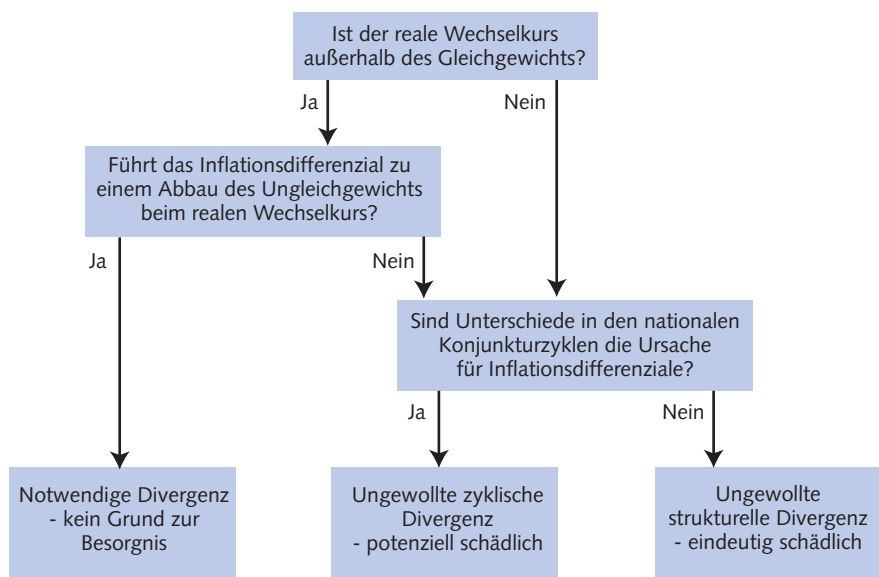 Ist der reale Wechselkurs
außerhalb des Gleichgewichts?
Ja
Nein
Führt das Inflationsdifferenzial zu
einem Abbau des Ungleichgewichts
beim realen Wechselkurs?
Ja
Nein
Sind Unterschiede in den nationalen
Konjunkturzyklen die Ursache
für Inflationsdifferenziale?
Ja
Nein
Notwendige Divergenz
- kein Grund zur
Besorgnis
Ungewollte zyklische
Divergenz
- potenziell schädlich
Ungewollte
strukturelle Divergenz
- eindeutig schädlich